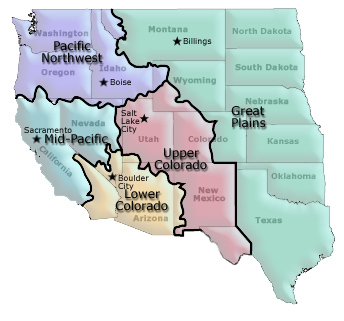 Washington
Montana
North Dakota
Pacific
Northwest
Billings
Idaho
Oregon
Boise
South Dakota
Wyoming
Nebraska
Salt
Lake
City
Great
Plains
Sacramento
Nevada
Mid-Pacific
Utah
Colorado
Kansas
Upper
Colorado
California
Boulder
City
Lower
Colorado
Arizona
New
Mexico
Oklahoma
Texas